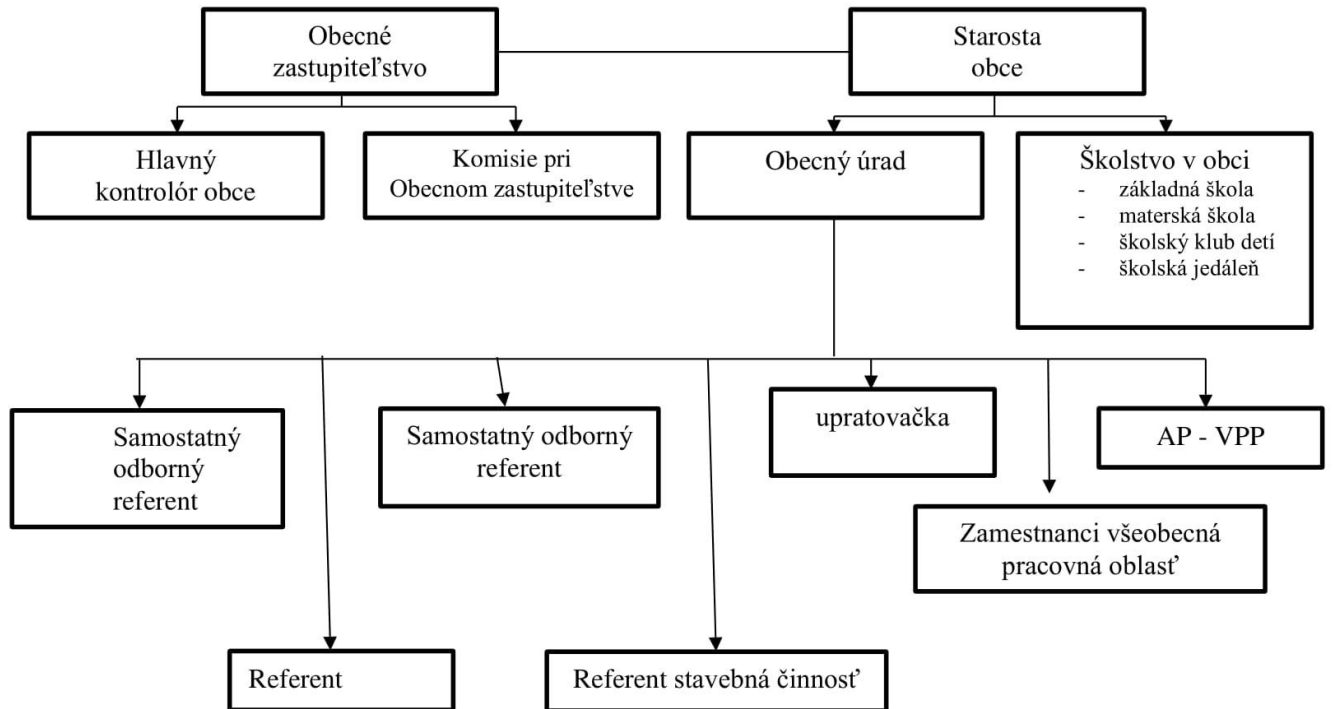 Obecné
zastupiteľstvo
Starosta
obce
Hlavný
kontrolór obce
Komisie pri
Obecnom zastupiteľstve
Obecný úrad
Školstvo v obci
- základná škola
- materská škola
- školský klub detí
- školská jedáleň
Samostatný
odborný
referent
Samostatný odborný
referent
upratovačka
AP - VPP
Zamestnanci všeobecná
pracovná oblasť
Referent
Referent stavebná činnosť